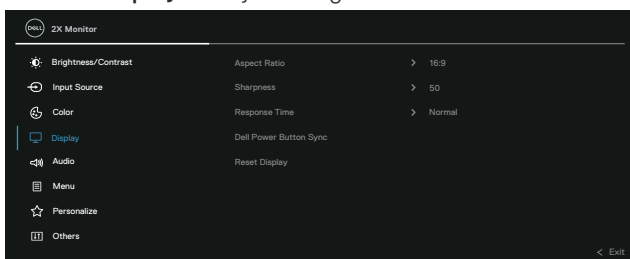 DELL 2X Monitor
Brightness/Contrast Aspect Ratio > 16:9
Input Source Sharpness > 50
Color Response Time > Normal
Display Dell Power Button Sync
Audio Reset Display
Menu
Personalize
Others
< Exit